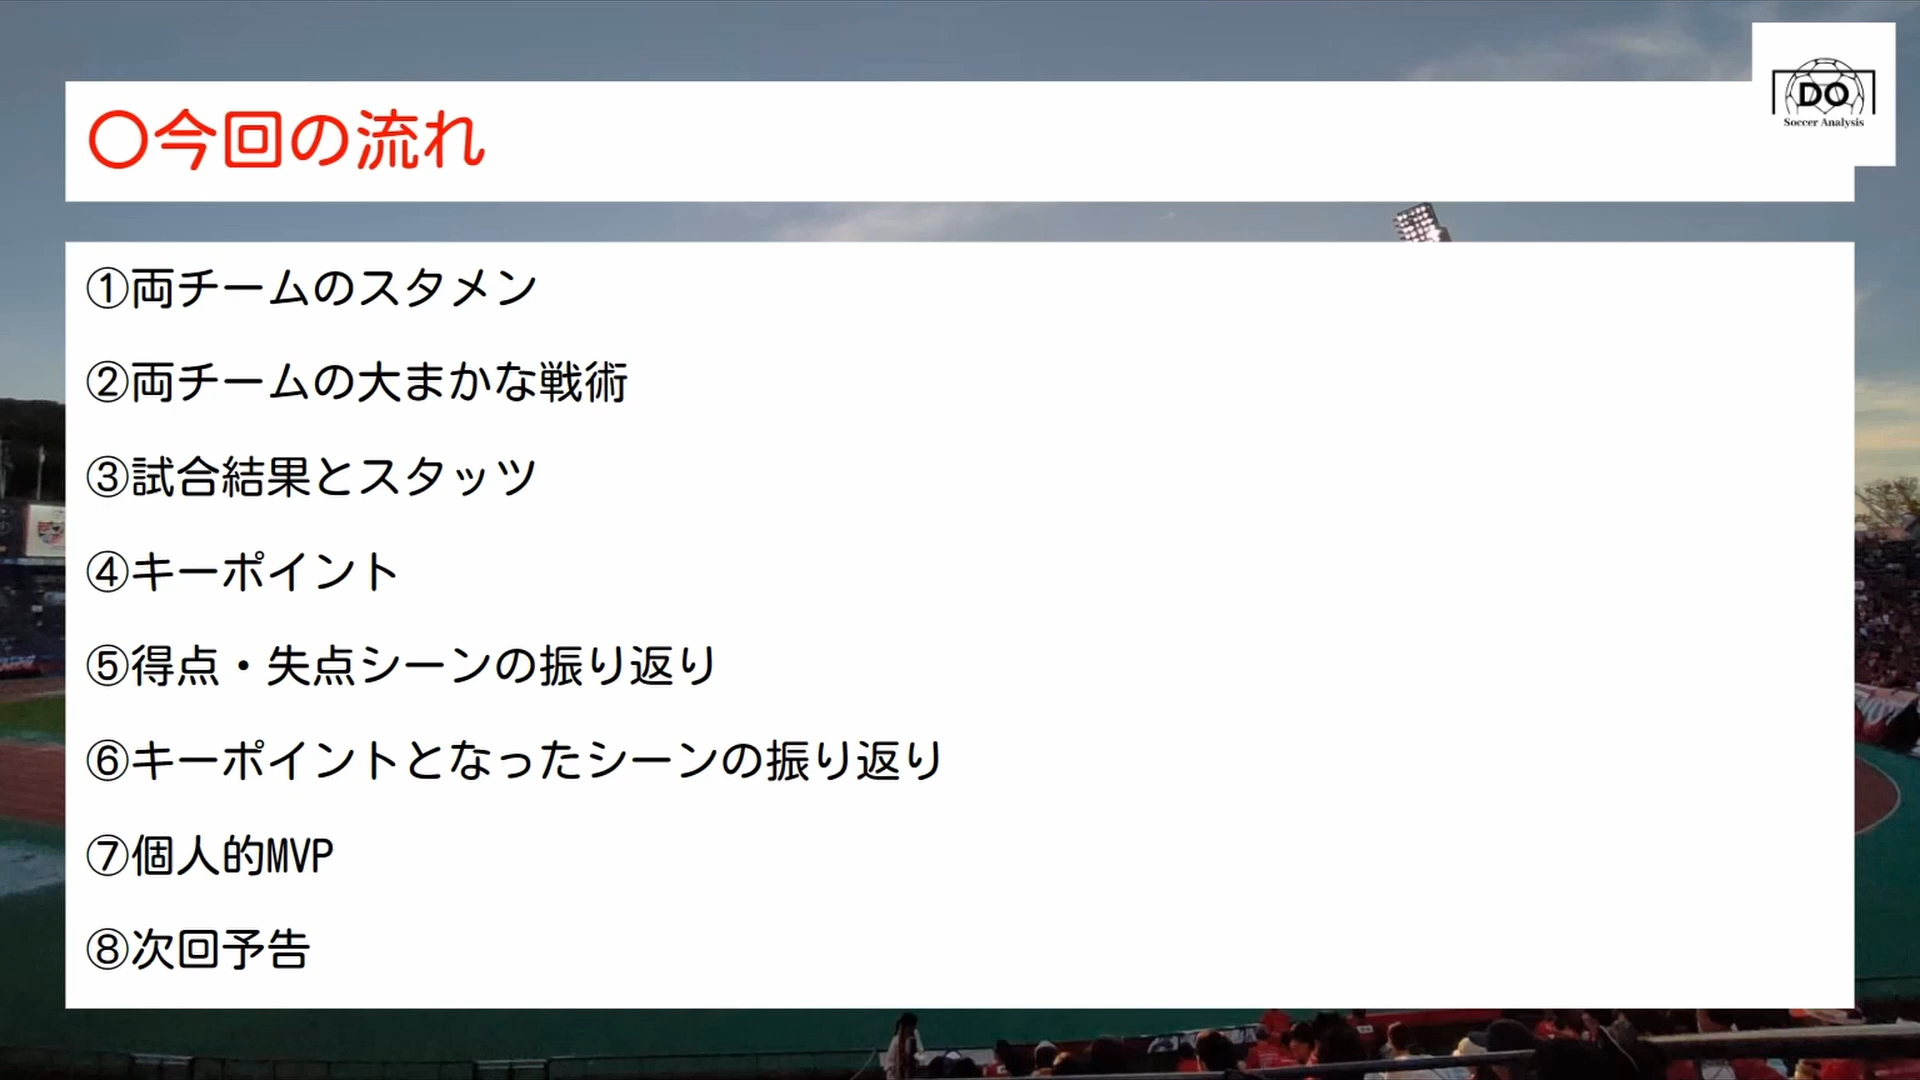 〇今回の流れ
DO
Soccer Analysis
①両チームのスタメン
②両チームの大まかな戦術
③試合結果とスタッツ
④キーポイント
⑤得点・失点シーンの振り返り
⑥キーポイントとなったシーンの振り返り
⑦個人的MVP
⑧次回予告